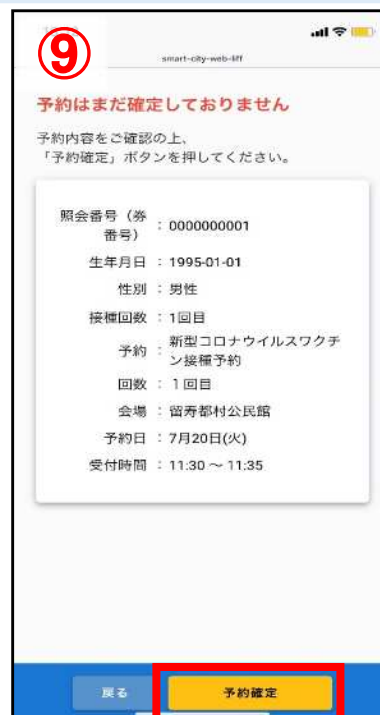 ⑨
smart-city-web-liff
予約はまだ確定しておりません
予約内容をご確認の上、
「予約確定」ボタンを押してください。
照会番号（券番号） : 0000000001
生年月日 : 1995-01-01
性別 : 男性
接種回数 : 1回目
予約 : 新型コロナウイルスワクチン接種予約
回数 : 1回目
会場 : 留寿都村公民館
予約日 : 7月20日(火)
受付時間 : 11:30 ~ 11:35
戻る
予約確定